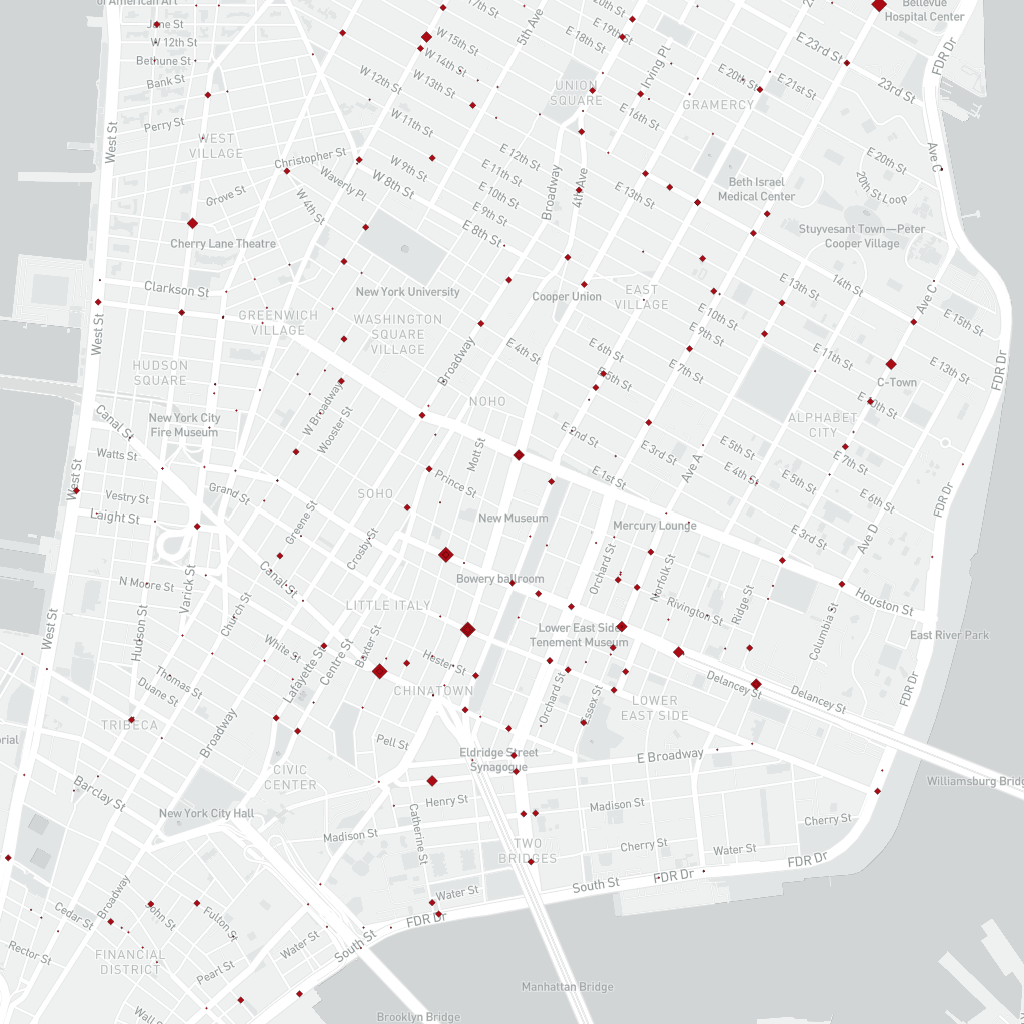 of American Art
Jane St
W 12th St
Bethune St
Bank St
Perry St
West St
WEST
VILLAGE
Christopher St
Grove St
Waverly Pl
W 4th St
Cherry Lane Theatre
17th St
W 15th St
W 14th St
W 13th St
W 12th St
W 11th St
W 9th St
W 8th St
5th Ave
20th St
E 19th St
E 18th St
UNION
SQUARE
Irving Pl
E 16th St
GRAMERCY
E 20th St
E 21st St
E 23rd St
23rd St
Bellevue
Hospital Center
FDR Dr
Ave C
E 20th St
20th St Loop
Beth Israel
Medical Center
Stuyvesant Town—Peter
Cooper Village
E 12th St
E 11th St
E 10th St
E 9th St
E 8th St
Broadway
4th Ave
E 13th St
Clarkson St
West St
GREENWICH
VILLAGE
New York University
WASHINGTON
SQUARE
VILLAGE
Cooper Union
EAST
VILLAGE
E 13th St
14th St
Ave C
E 15th St
E 10th St
E 9th St
E 11th St
E 13th St
FDR Dr
HUDSON
SQUARE
Broadway
E 4th St
E 6th St
E 5th St
E 7th St
C-Town
E 10th St
ALPHABET
CITY
Canal St
New York City
Fire Museum
W Broadway
Wooster St
NOHO
Mott St
E 2nd St
E 1st St
E 3rd St
Ave A
E 5th St
E 4th St
E 5th St
E 7th St
E 6th St
Watts St
West St
Vestry St
Laight St
Grand St
Greene St
SOHO
Prince St
New Museum
Mercury Lounge
E 3rd St
Ave D
FDR Dr
Crosby St
Canal St
N Moore St
Varick St
Bowery ballroom
Orchard St
Norfolk St
Rivington St
Ridge St
Columbia St
Houston St
East River Park
Hudson St
West St
Church St
LITTLE ITALY
White St
Lafayette St
Centre St
Baxter St
Hester St
CHINATOWN
Lower East Side
Tenement Museum
Orchard St
Essex St
LOWER
EAST SIDE
Delancey St
Delancey St
FDR Dr
Thomas St
Duane St
TRIBECA
Broadway
Pell St
Eldridge Street
Synagogue
E Broadway
Williamsburg Bridg
orial
Barclay St
CIVIC
CENTER
New York City Hall
Henry St
Madison St
Madison St
Catherine St
TWO
BRIDGES
Cherry St
Cherry St
Water St
FDR Dr
FDR Dr
South St
Water St
FDR Dr
Broadway
Cedar St
John St
Fulton St
Rector St
FINANCIAL
DISTRICT
Pearl St
Water St
South St
Wall S
Manhattan Bridge
Brooklyn Bridge